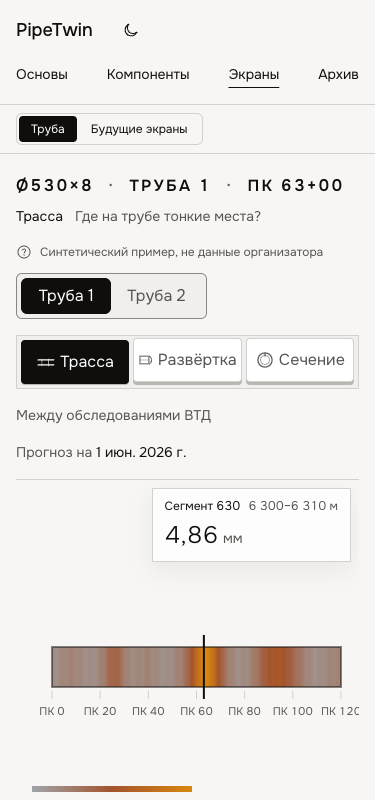 PipeTwin
Основы Компоненты Экраны Архив
Труба Будущие экраны
Ø530×8 · ТРУБА 1 · ПК 63+00
Трасса Где на трубе тонкие места?
? Синтетический пример, не данные организатора
Труба 1 Труба 2
Трасса Развёртка Сечение
Между обследованиями ВТД
Прогноз на 1 июн. 2026 г.
Сегмент 630 6 300–6 310 м
4,86 мм
ПК 0 ПК 20 ПК 40 ПК 60 ПК 80 ПК 100 ПК 120